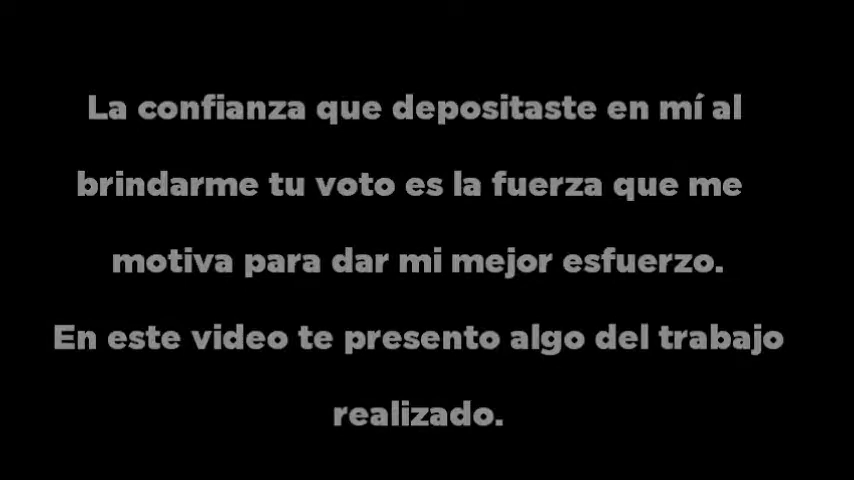 La confianza que depositaste en mí al
brindarme tu voto es la fuerza que me
motiva para dar mi mejor esfuerzo.
En este video te presento algo del trabajo
realizado.